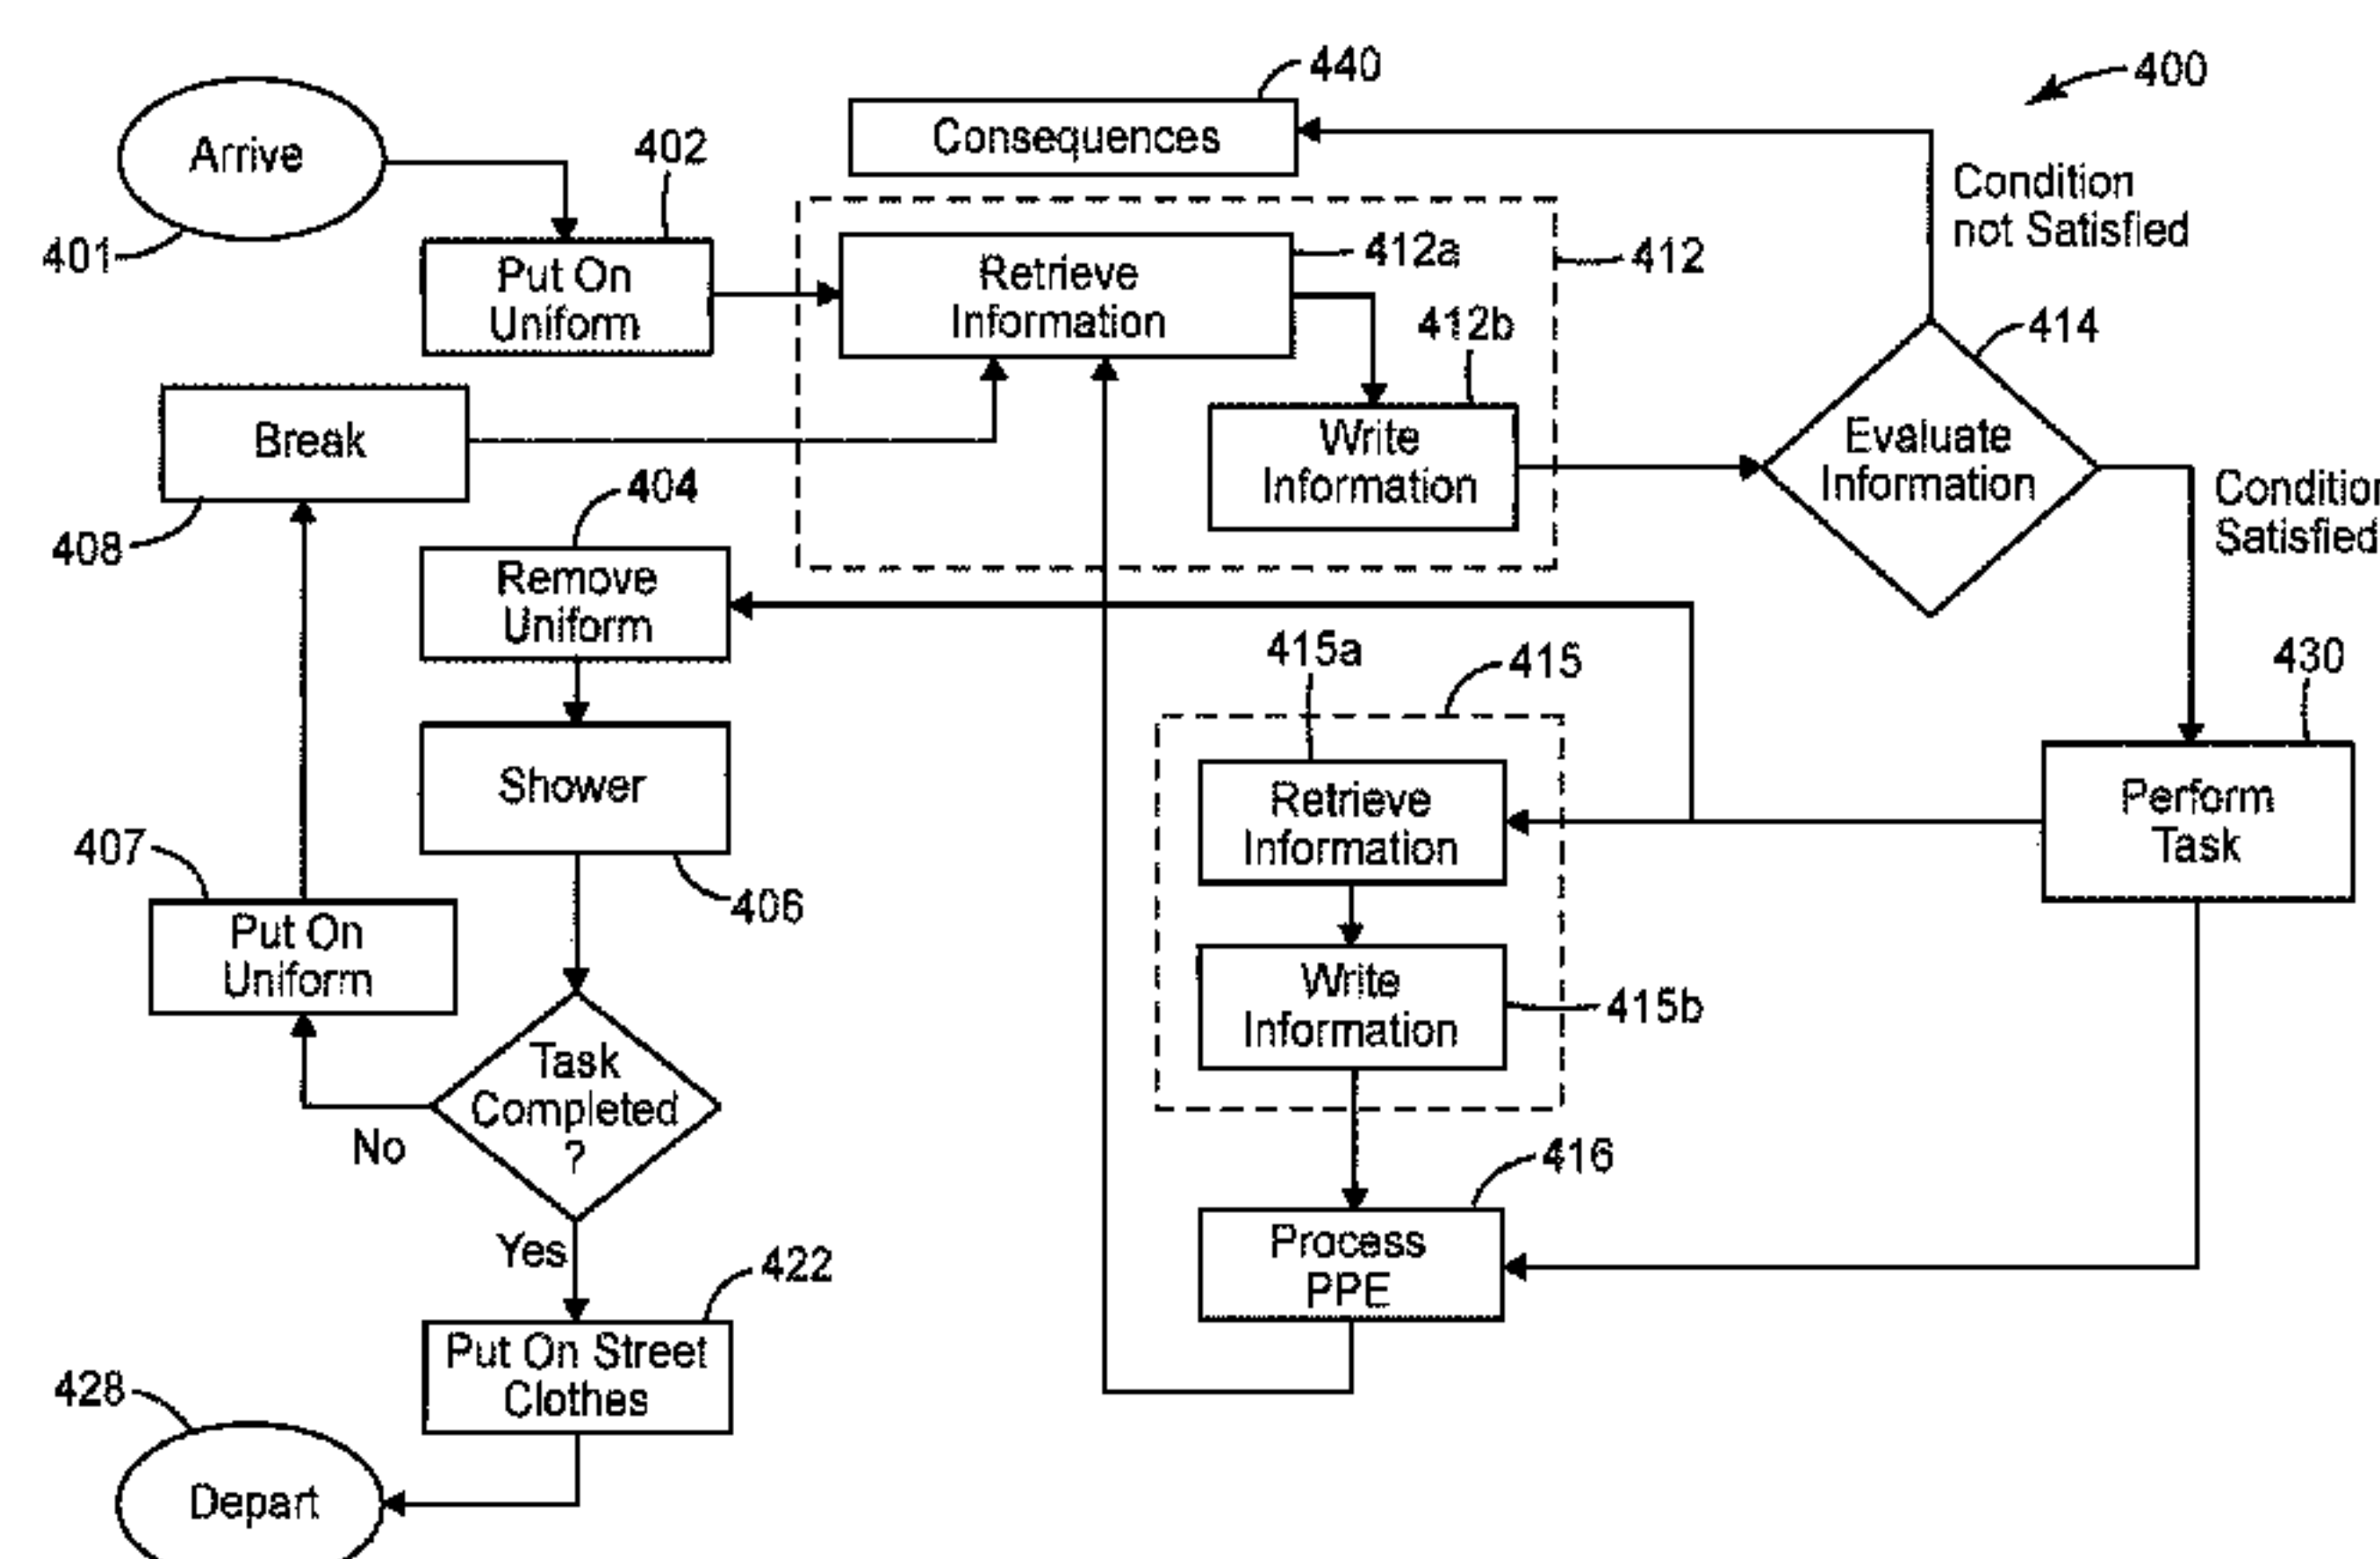 440
400
Arrive
402
Consequences
401
Condition
not Satisfied
Put On
Uniform
Retrieve
Information
412a
412
412b
414
Break
Write
Information
Evaluate
Information
Condition
Satisfied
408
404
Remove
Uniform
415a
415
430
Shower
Retrieve
Information
Perform
Task
407
406
Put On
Uniform
Write
Information
415b
Task
Completed
?
No
416
Yes
Process
PPE
422
Put On Street
Clothes
428
Depart